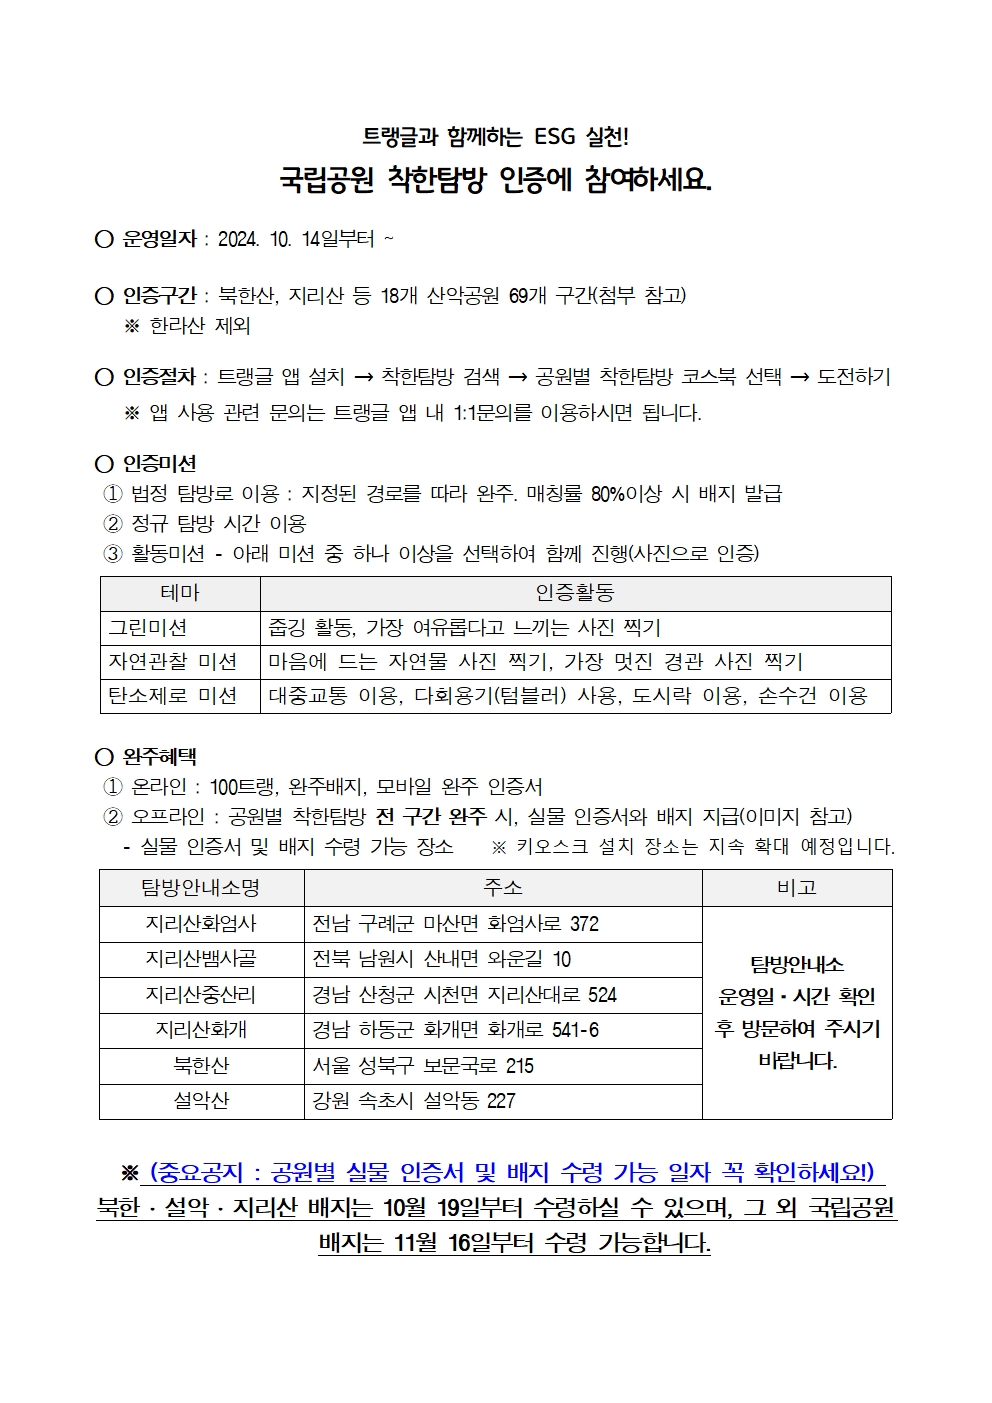 트랭글과 함께하는 ESG 실천!
국립공원 착한탐방 인증에 참여하세요.
○ 운영일자 : 2024. 10. 14일부터 ~
○ 인증구간 : 북한산, 지리산 등 18개 산악공원 69개 구간(첨부 참고)
※ 한라산 제외
○ 인증절차 : 트랭글 앱 설치 → 착한탐방 검색 → 공원별 착한탐방 코스북 선택 → 도전하기
※ 앱 사용 관련 문의는 트랭글 앱 내 1:1문의를 이용하시면 됩니다.
○ 인증미션
① 법정 탐방로 이용 : 지정된 경로를 따라 완주. 매칭률 80%이상 시 배지 발급
② 정규 탐방 시간 이용
③ 활동미션 - 아래 미션 중 하나 이상을 선택하여 함께 진행(사진으로 인증)
테마 인증활동
그린미션 줍깅 활동, 가장 여유롭다고 느끼는 사진 찍기
자연관찰 미션 마음에 드는 자연물 사진 찍기, 가장 멋진 경관 사진 찍기
탄소제로 미션 대중교통 이용, 다회용기(텀블러) 사용, 도시락 이용, 손수건 이용
○ 완주혜택
① 온라인 : 100트랭, 완주배지, 모바일 완주 인증서
② 오프라인 : 공원별 착한탐방 전 구간 완주 시, 실물 인증서와 배지 지급(이미지 참고)
- 실물 인증서 및 배지 수령 가능 장소 ※ 키오스크 설치 장소는 지속 확대 예정입니다.
탐방안내소명 주소 비고
지리산화엄사 전남 구례군 마산면 화엄사로 372
지리산뱀사골 전북 남원시 산내면 와운길 10
지리산중산리 경남 산청군 시천면 지리산대로 524
지리산화개 경남 하동군 화개면 화개로 541-6
북한산 서울 성북구 보문국로 215
설악산 강원 속초시 설악동 227
탐방안내소
운영일·시간 확인
후 방문하여 주시기
바랍니다.
※ (중요공지 : 공원별 실물 인증서 및 배지 수령 가능 일자 꼭 확인하세요!)
북한·설악·지리산 배지는 10월 19일부터 수령하실 수 있으며, 그 외 국립공원
배지는 11월 16일부터 수령 가능합니다.